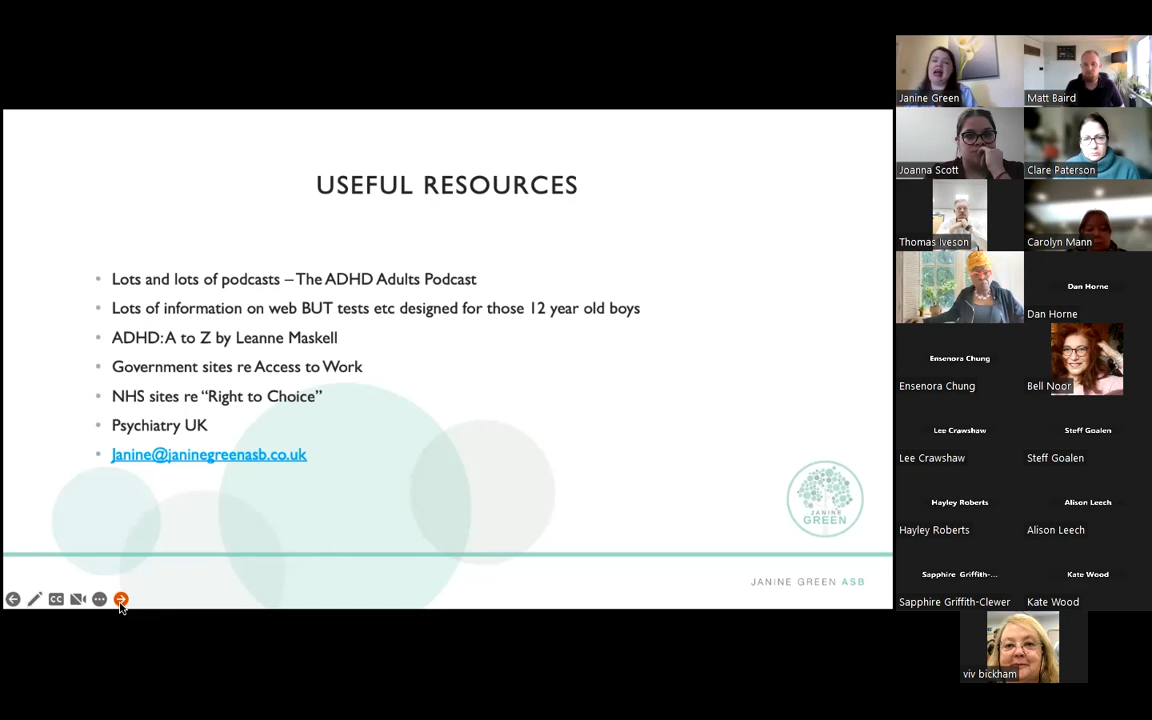 USEFUL RESOURCES
Lots and lots of podcasts – The ADHD Adults Podcast
Lots of information on web BUT tests etc designed for those 12 year old boys
ADHD: A to Z by Leanne Maskell
Government sites re Access to Work
NHS sites re “Right to Choice”
Psychiatry UK
Janine@janinegreenasb.co.uk
JANINE
GREEN
JANINE GREEN ASB
CC
Janine Green
Matt Baird
Joanna Scott
Clare Paterson
Thomas Iveson
Carolyn Mann
Dan Horne
Dan Horne
Ensenora Chung
Ensenora Chung
Bell Noor
Lee Crawshaw
Steff Goalen
Lee Crawshaw
Steff Goalen
Hayley Roberts
Alison Leech
Hayley Roberts
Alison Leech
Sapphire Griffith-...
Kate Wood
Sapphire Griffith-Clewer
Kate Wood
viv bickham